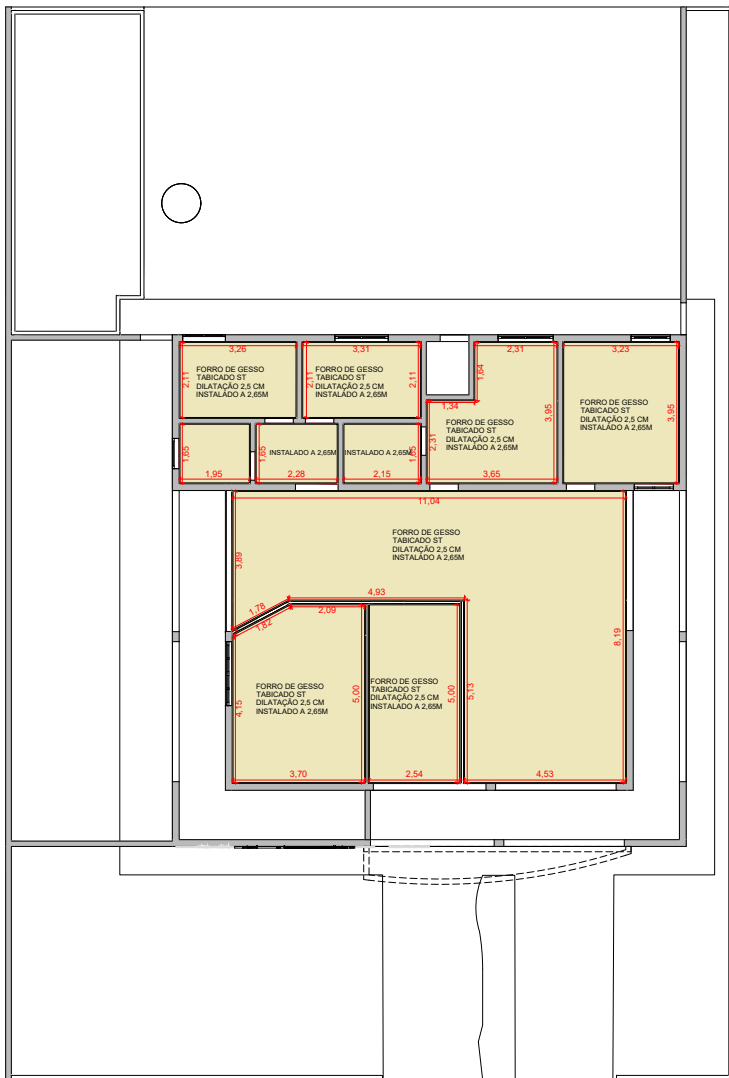 3,26
3,31
2,31
3,23
2,11
2,11
2,11
1,64
3,95
3,95
FORRO DE GESSO
TABICADO ST
DILATAÇÃO 2,5 CM
INSTALADO A 2,65M
FORRO DE GESSO
TABICADO ST
DILATAÇÃO 2,5 CM
INSTALADO A 2,65M
1,34
FORRO DE GESSO
TABICADO ST
DILATAÇÃO 2,5 CM
INSTALADO A 2,65M
FORRO DE GESSO
TABICADO ST
DILATAÇÃO 2,5 CM
INSTALADO A 2,65M
1,65
1,65
INSTALADO A 2,65M
INSTALADO A 2,65M
1,65
2,31
1,95
2,28
2,15
3,65
11,04
3,89
FORRO DE GESSO
TABICADO ST
DILATAÇÃO 2,5 CM
INSTALADO A 2,65M
4,93
1,78
1,82
2,09
8,19
FORRO DE GESSO
TABICADO ST
DILATAÇÃO 2,5 CM
INSTALADO A 2,65M
FORRO DE GESSO
TABICADO ST
DILATAÇÃO 2,5 CM
INSTALADO A 2,65M
4,15
5,00
5,00
5,13
3,70
2,54
4,53